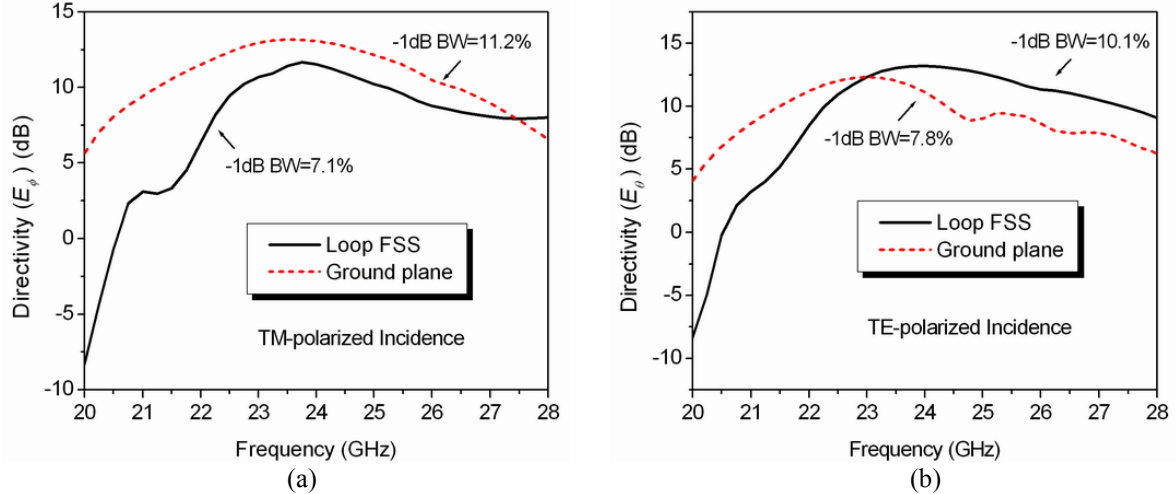 15
10
5
0
-5
-10
Directivity (E_ϕ) (dB)
-1dB BW=11.2%
-1dB BW=7.1%
Loop FSS
Ground plane
TM-polarized Incidence
20 21 22 23 24 25 26 27 28
Frequency (GHz)
(a)
15
10
5
0
-5
-10
Directivity (E_θ) (dB)
-1dB BW=10.1%
-1dB BW=7.8%
Loop FSS
Ground plane
TE-polarized Incidence
20 21 22 23 24 25 26 27 28
Frequency (GHz)
(b)